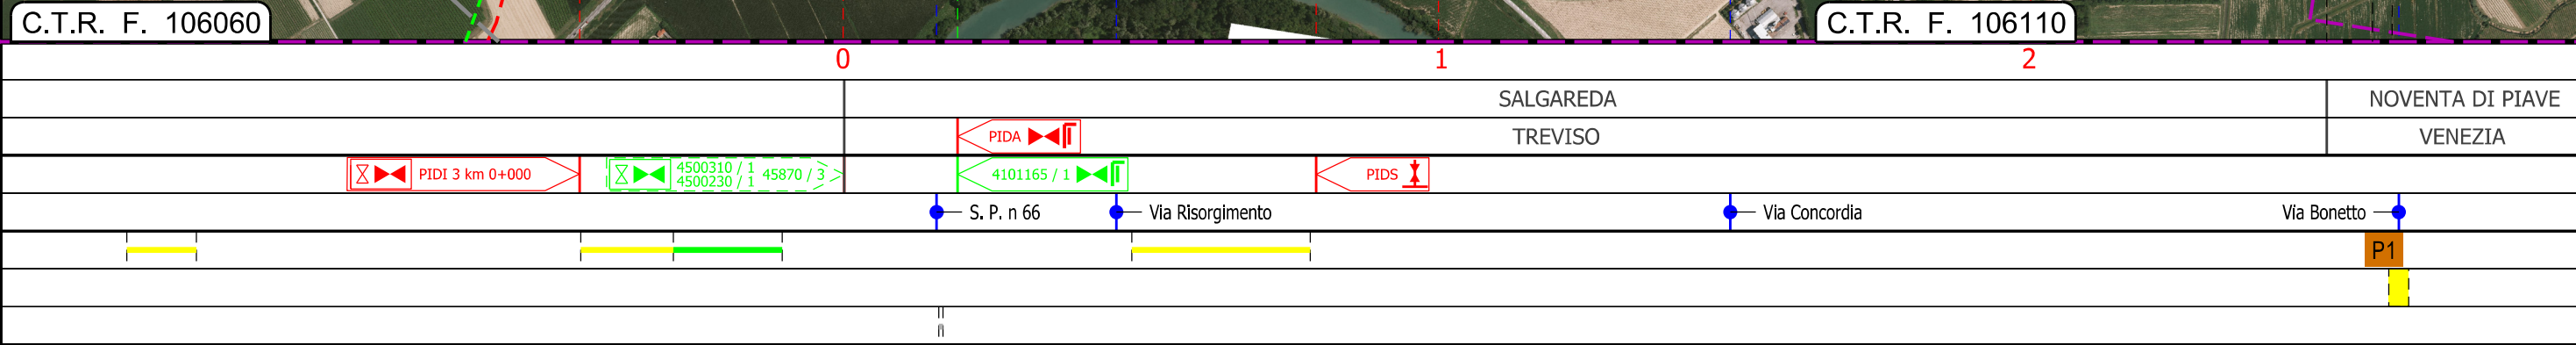 C.T.R. F. 106060
C.T.R. F. 106110
0 1 2
SALGAREDA NOVENTA DI PIAVE
PIDA TREVISO VENEZIA
PIDI 3 km 0+000
4500310 / 1
4500230 / 1
45870 / 3
4101165 / 1
PIDS
S. P. n 66 Via Risorgimento Via Concordia Via Bonetto
P1